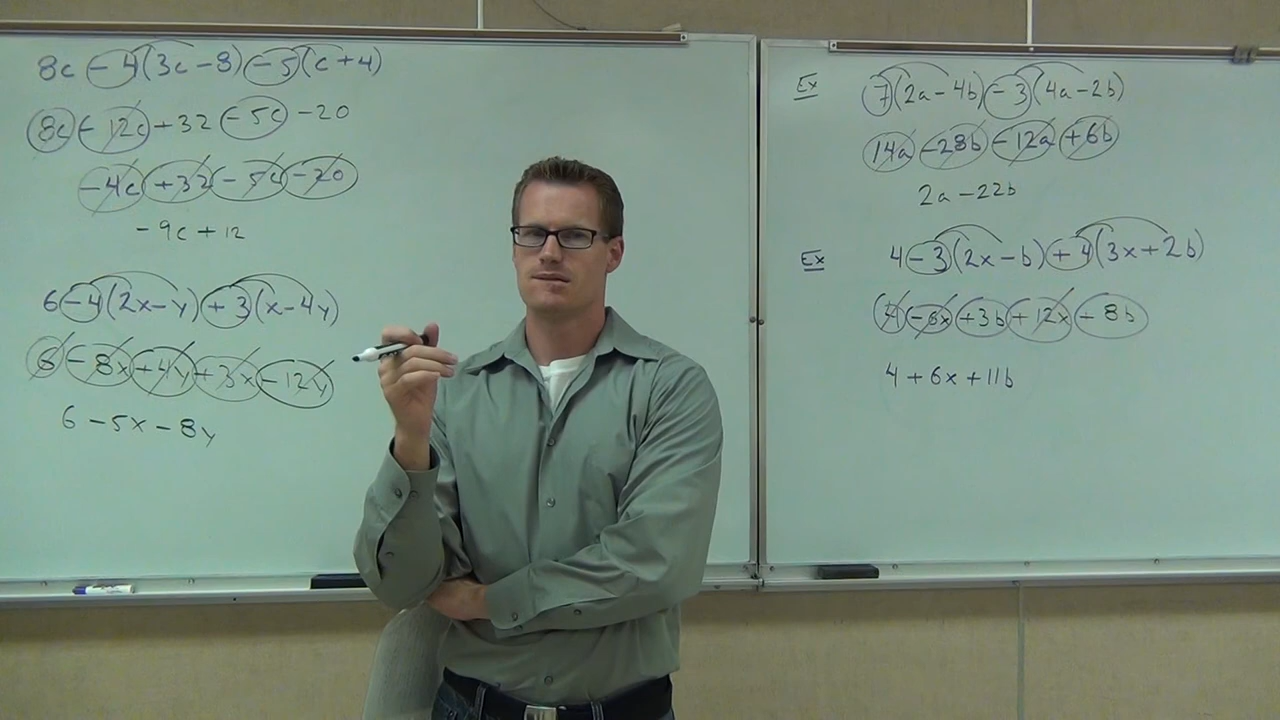 8c - 4(3c - 8) - 5(c + 4)
8c - 12c + 32 - 5c - 20
-4c + 32 - 5c - 20
-9c + 12
6 - 4(2x - y) + 3(x - 4y)
6 - 8x + 4y + 3x - 12y
6 - 5x - 8y
Ex 7(2a - 4b) - 3(4a - 2b)
14a - 28b - 12a + 6b
2a - 22b
Ex 4 - 3(2x - b) + 4(3x + 2b)
4 - 6x + 3b + 12x + 8b
4 + 6x + 11b